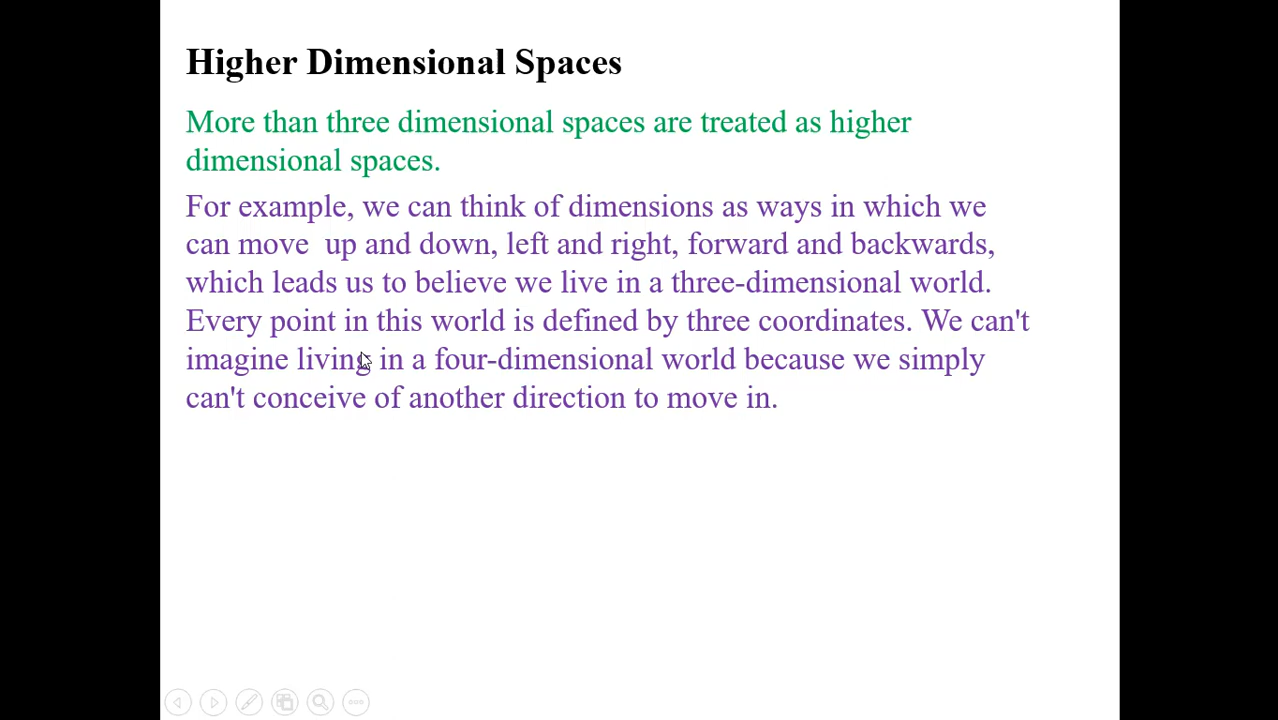 Higher Dimensional Spaces
More than three dimensional spaces are treated as higher
dimensional spaces.
For example, we can think of dimensions as ways in which we
can move  up and down, left and right, forward and backwards,
which leads us to believe we live in a three-dimensional world.
Every point in this world is defined by three coordinates. We can't
imagine living in a four-dimensional world because we simply
can't conceive of another direction to move in.